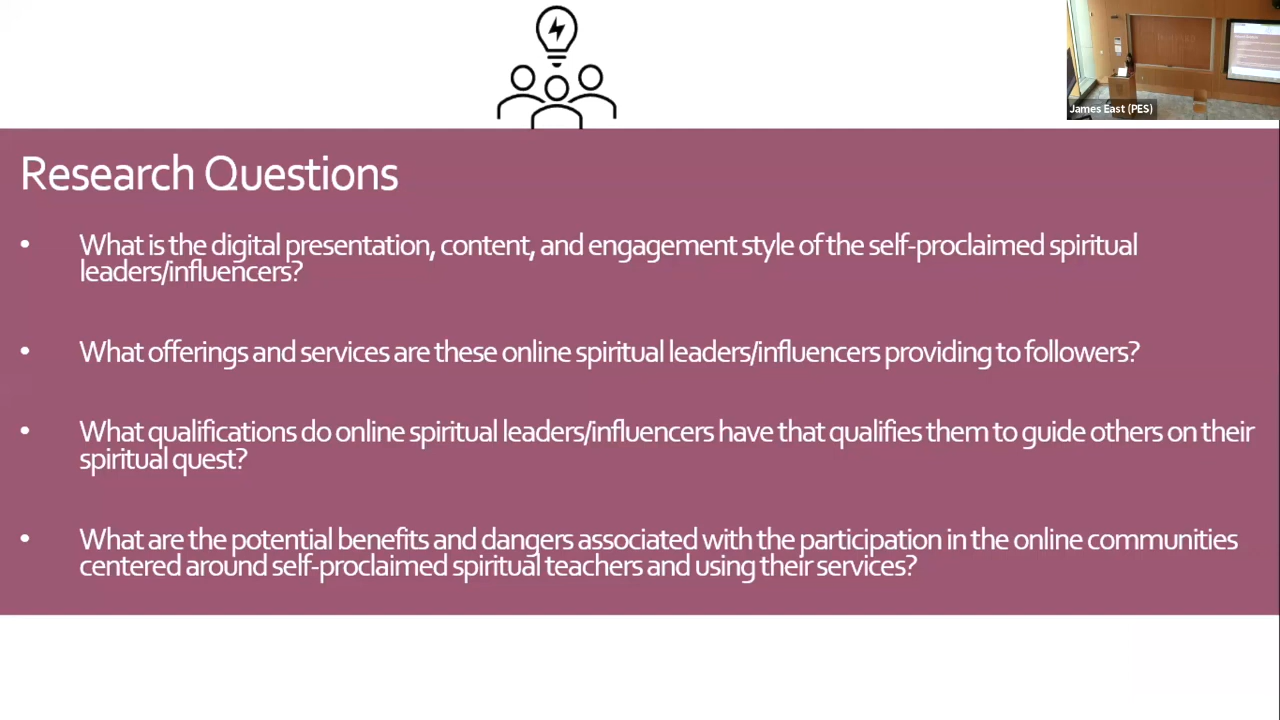 James East (PES)
Research Questions
• What is the digital presentation, content, and engagement style of the self-proclaimed spiritual
leaders/influencers?
• What offerings and services are these online spiritual leaders/influencers providing to followers?
• What qualifications do online spiritual leaders/influencers have that qualifies them to guide others on their
spiritual quest?
• What are the potential benefits and dangers associated with the participation in the online communities
centered around self-proclaimed spiritual teachers and using their services?